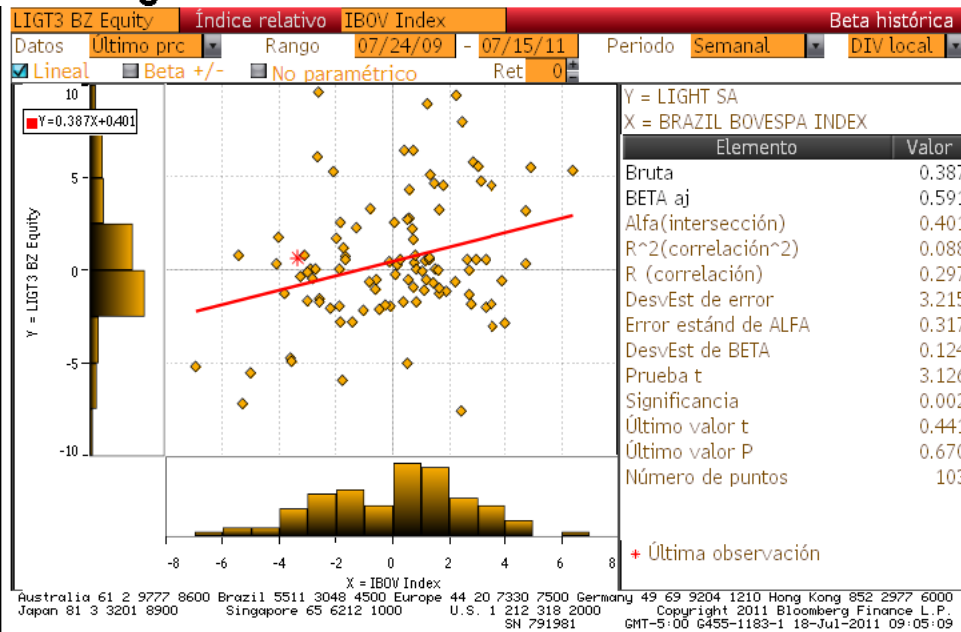 LIGT3 BZ Equity Índice relativo IBOV Index Beta histórica
Datos Último prc Rango 07/24/09 - 07/15/11 Periodo Semanal DIV local
Lineal Beta +/- No paramétrico Ret 0
Y=0.387X+0.401
10
5
0
-5
-10
Y = LIGT3 BZ Equity
-8 -6 -4 -2 0 2 4 6 8
X = IBOV Index
Y = LIGHT SA
X = BRAZIL BOVESPA INDEX
Elemento Valor
Bruta 0.387
BETA aj 0.591
Alfa(intersección) 0.401
R^2(correlación^2) 0.088
R (correlación) 0.297
DesvEst de error 3.215
Error estánd de ALFA 0.317
DesvEst de BETA 0.124
Prueba t 3.126
Significancia 0.002
Último valor t 0.441
Último valor P 0.670
Número de puntos 103
+ Última observación
Australia 61 2 9777 8600 Brazil 5511 3048 4500 Europe 44 20 7330 7500 Germany 49 69 9204 1210 Hong Kong 852 2977 6000
Japan 81 3 3201 8900 Singapore 65 6212 1000 U.S. 1 212 318 2000 Copyright 2011 Bloomberg Finance L.P.
SN 791981 GMT-5:00 G455-1183-1 18-Jul-2011 09:05:09